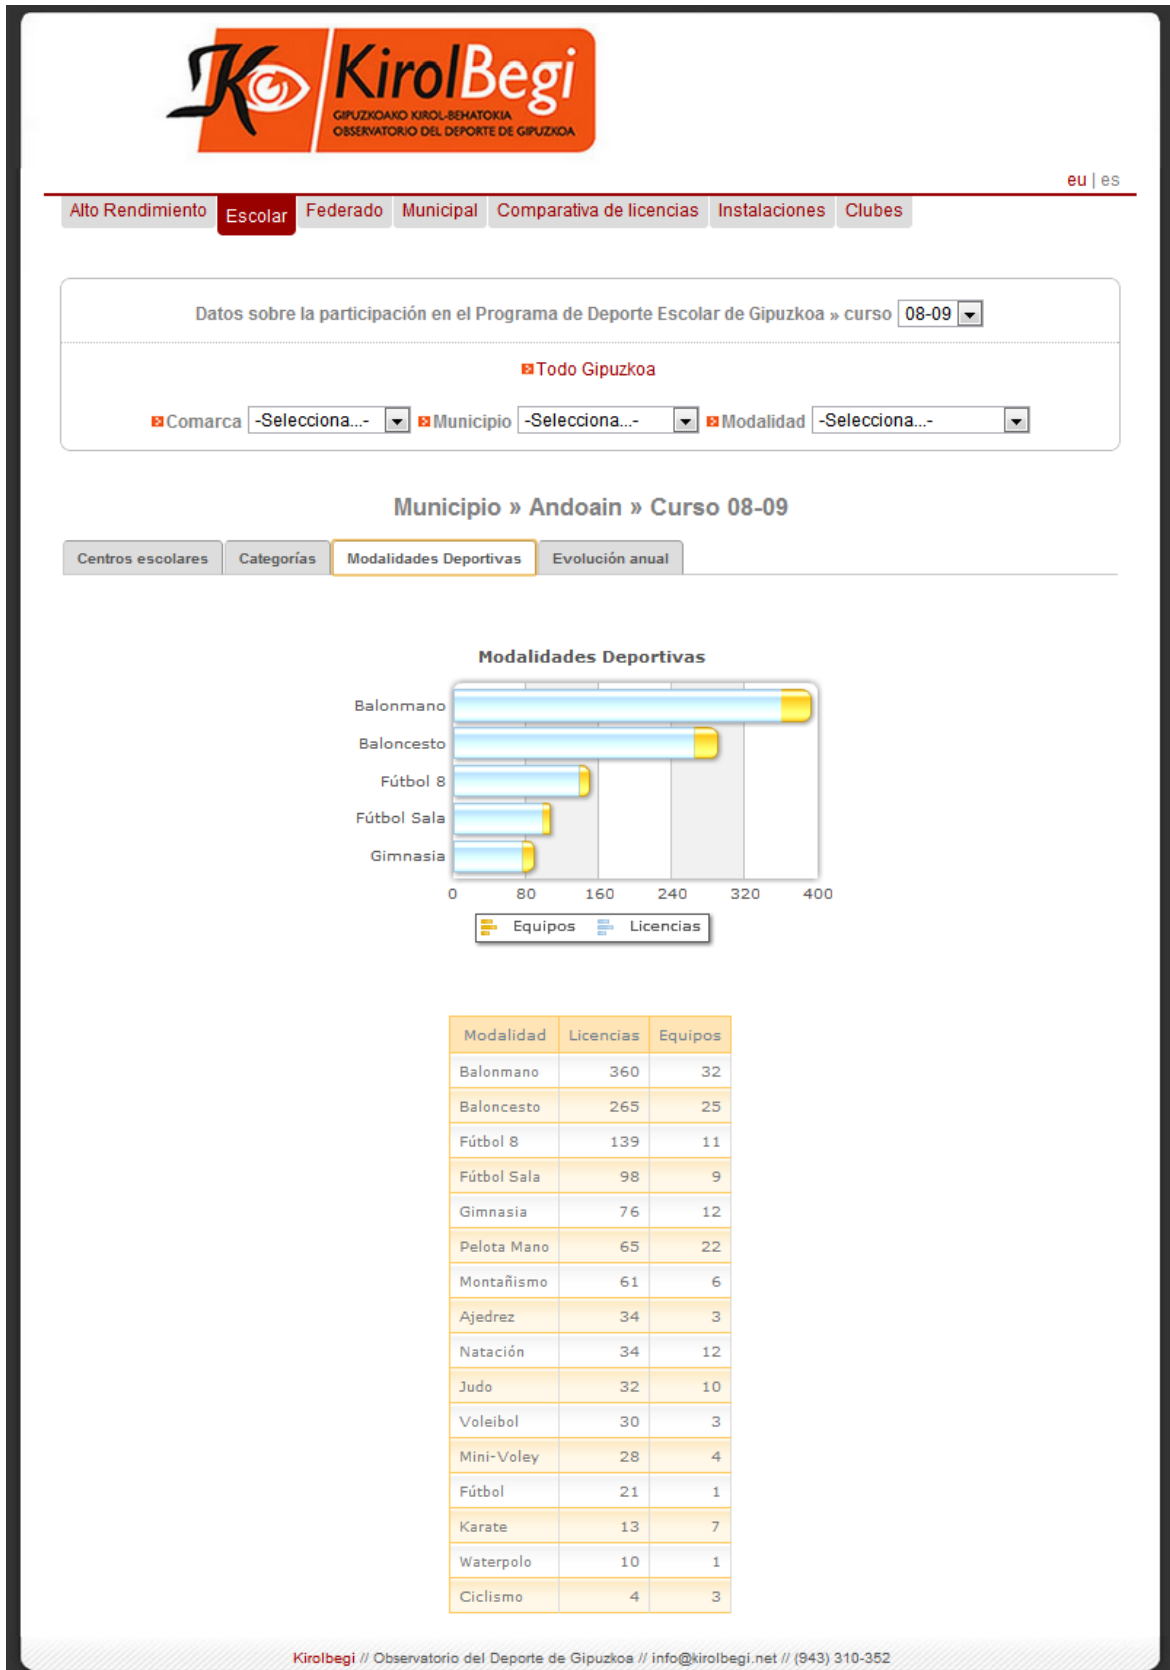 KirolBegi
GIPUZKOAKO KIROL-BEHATOKIA
OBSERVATORIO DEL DEPORTE DE GIPUZKOA
eu | es
Alto Rendimiento Escolar Federado Municipal Comparativa de licencias Instalaciones Clubes
Datos sobre la participación en el Programa de Deporte Escolar de Gipuzkoa » curso 08-09
Todo Gipuzkoa
Comarca -Selecciona...- Municipio -Selecciona...- Modalidad -Selecciona...-
Municipio » Andoain » Curso 08-09
Centros escolares Categorías Modalidades Deportivas Evolución anual
Modalidades Deportivas
Balonmano
Baloncesto
Fútbol 8
Fútbol Sala
Gimnasia
0 80 160 240 320 400
Equipos Licencias
Modalidad Licencias Equipos
Balonmano 360 32
Baloncesto 265 25
Fútbol 8 139 11
Fútbol Sala 98 9
Gimnasia 76 12
Pelota Mano 65 22
Montañismo 61 6
Ajedrez 34 3
Natación 34 12
Judo 32 10
Voleibol 30 3
Mini-Voley 28 4
Fútbol 21 1
Karate 13 7
Waterpolo 10 1
Ciclismo 4 3
Kirolbegi // Observatorio del Deporte de Gipuzkoa // info@kirolbegi.net // (943) 310-352